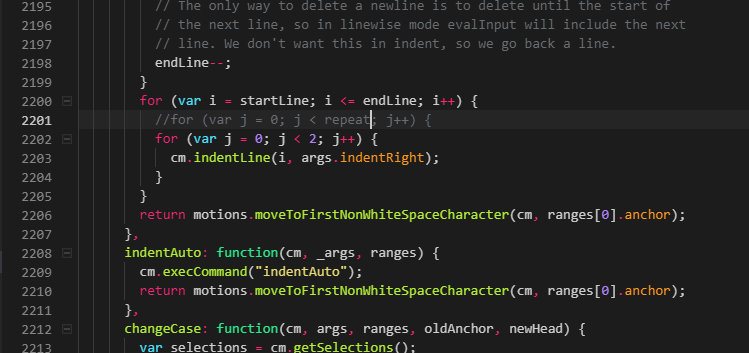 2195 // The only way to delete a newline is to delete until the start of
2196 // the next line, so in linewise mode evalInput will include the next
2197 // line. We don't want this in indent, so we go back a line.
2198 endLine--;
2199 }
2200 for (var i = startLine; i <= endLine; i++) {
2201 //for (var j = 0; j < repeat; j++) {
2202 for (var j = 0; j < 2; j++) {
2203 cm.indentLine(i, args.indentRight);
2204 }
2205 }
2206 return motions.moveToFirstNonWhiteSpaceCharacter(cm, ranges[0].anchor);
2207 },
2208 indentAuto: function(cm, _args, ranges) {
2209 cm.execCommand("indentAuto");
2210 return motions.moveToFirstNonWhiteSpaceCharacter(cm, ranges[0].anchor);
2211 },
2212 changeCase: function(cm, args, ranges, oldAnchor, newHead) {
2213 var selections = cm.getSelections();